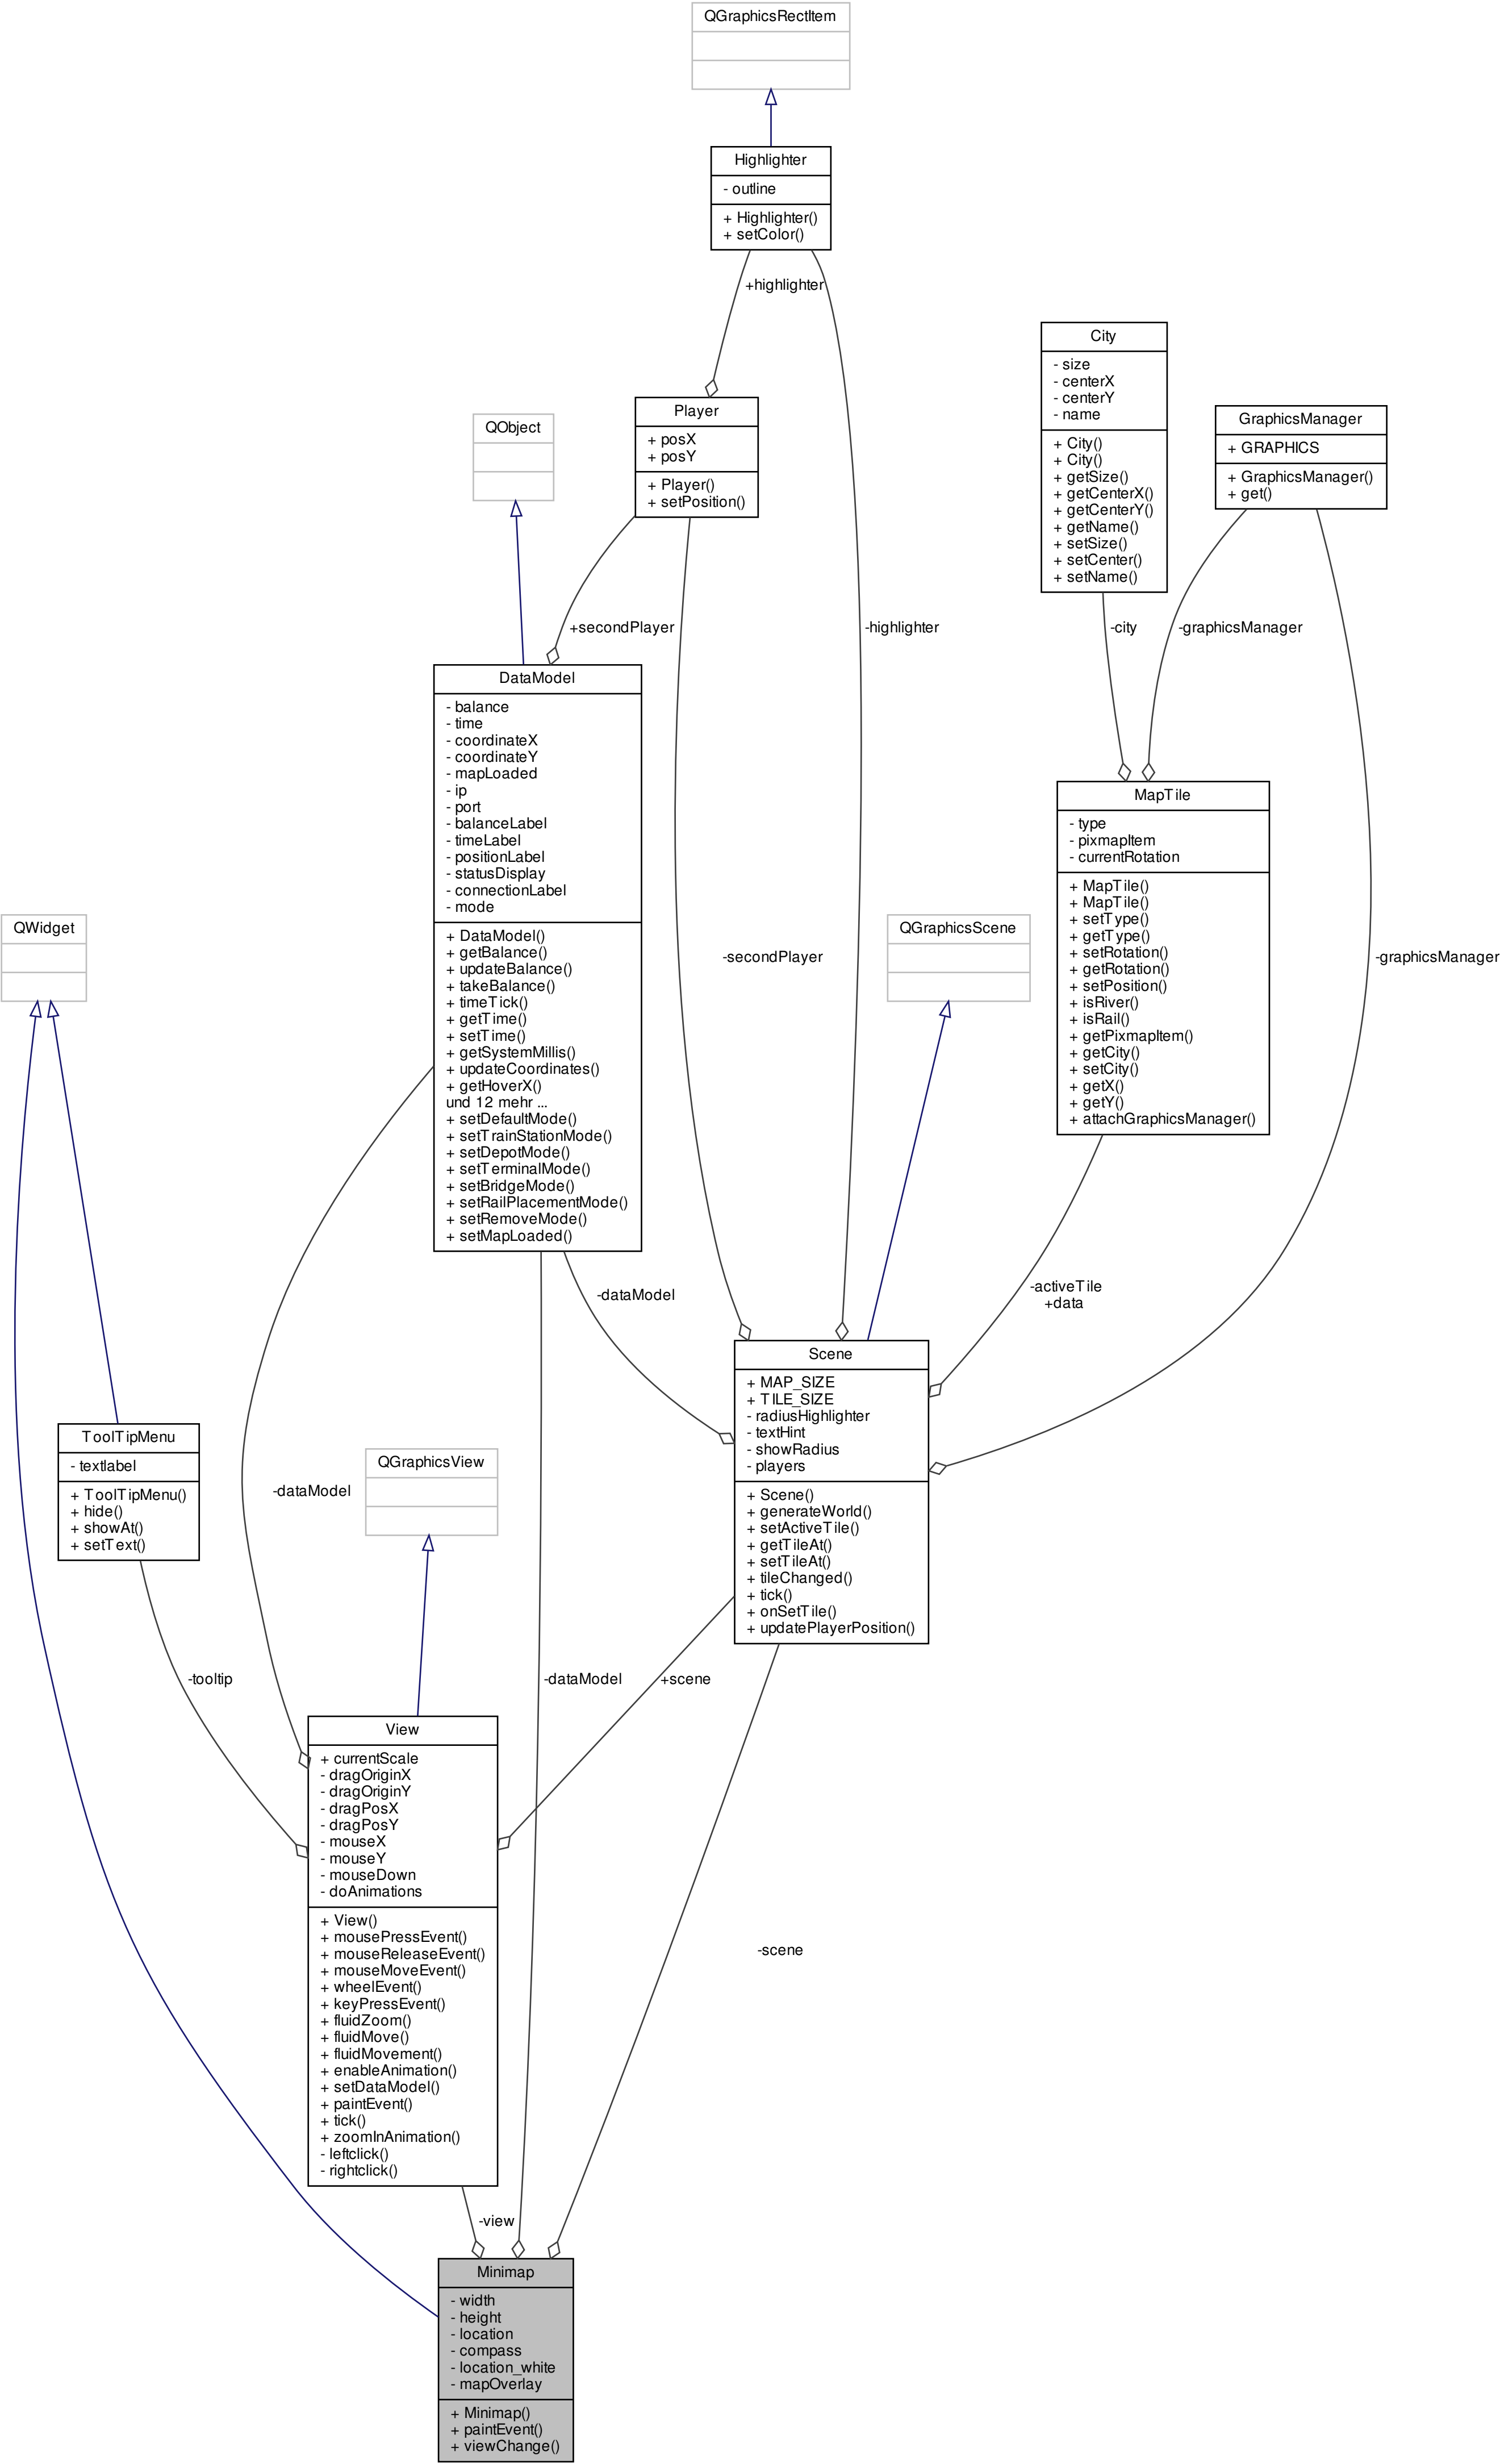 QGraphicsRectItem
Highlighter
- outline
+ Highlighter()
+ setColor()
+highlighter
City
- size
- centerX
- centerY
- name
+ City()
+ City()
+ getSize()
+ getCenterX()
+ getCenterY()
+ getName()
+ setSize()
+ setCenter()
+ setName()
Player
+ posX
+ posY
+ Player()
+ setPosition()
GraphicsManager
+ GRAPHICS
+ GraphicsManager()
+ get()
QObject
+secondPlayer
-highlighter
-city
-graphicsManager
DataModel
- balance
- time
- coordinateX
- coordinateY
- mapLoaded
- ip
- port
- balanceLabel
- timeLabel
- positionLabel
- statusDisplay
- connectionLabel
- mode
+ DataModel()
+ getBalance()
+ updateBalance()
+ takeBalance()
+ timeTick()
+ getTime()
+ setTime()
+ getSystemMillis()
+ updateCoordinates()
+ getHoverX()
und 12 mehr ...
+ setDefaultMode()
+ setTrainStationMode()
+ setDepotMode()
+ setTerminalMode()
+ setBridgeMode()
+ setRailPlacementMode()
+ setRemoveMode()
+ setMapLoaded()
MapTile
- type
- pixmapItem
- currentRotation
+ MapTile()
+ MapTile()
+ setType()
+ getType()
+ setRotation()
+ getRotation()
+ setPosition()
+ isRiver()
+ isRail()
+ getPixmapItem()
+ getCity()
+ setCity()
+ getX()
+ getY()
+ attachGraphicsManager()
QWidget
QGraphicsScene
-secondPlayer
-graphicsManager
-dataModel
-activeTile
+data
Scene
+ MAP_SIZE
+ TILE_SIZE
- radiusHighlighter
- textHint
- showRadius
- players
+ Scene()
+ generateWorld()
+ setActiveTile()
+ getTileAt()
+ setTileAt()
+ tileChanged()
+ tick()
+ onSetTile()
+ updatePlayerPosition()
ToolTipMenu
- textlabel
+ ToolTipMenu()
+ hide()
+ showAt()
+ setText()
-dataModel
QGraphicsView
-tooltip
-dataModel
+scene
View
+ currentScale
- dragOriginX
- dragOriginY
- dragPosX
- dragPosY
- mouseX
- mouseY
- mouseDown
- doAnimations
+ View()
+ mousePressEvent()
+ mouseReleaseEvent()
+ mouseMoveEvent()
+ wheelEvent()
+ keyPressEvent()
+ fluidZoom()
+ fluidMove()
+ fluidMovement()
+ enableAnimation()
+ setDataModel()
+ paintEvent()
+ tick()
+ zoomInAnimation()
- leftclick()
- rightclick()
-scene
-view
Minimap
- width
- height
- location
- compass
- location_white
- mapOverlay
+ Minimap()
+ paintEvent()
+ viewChange()